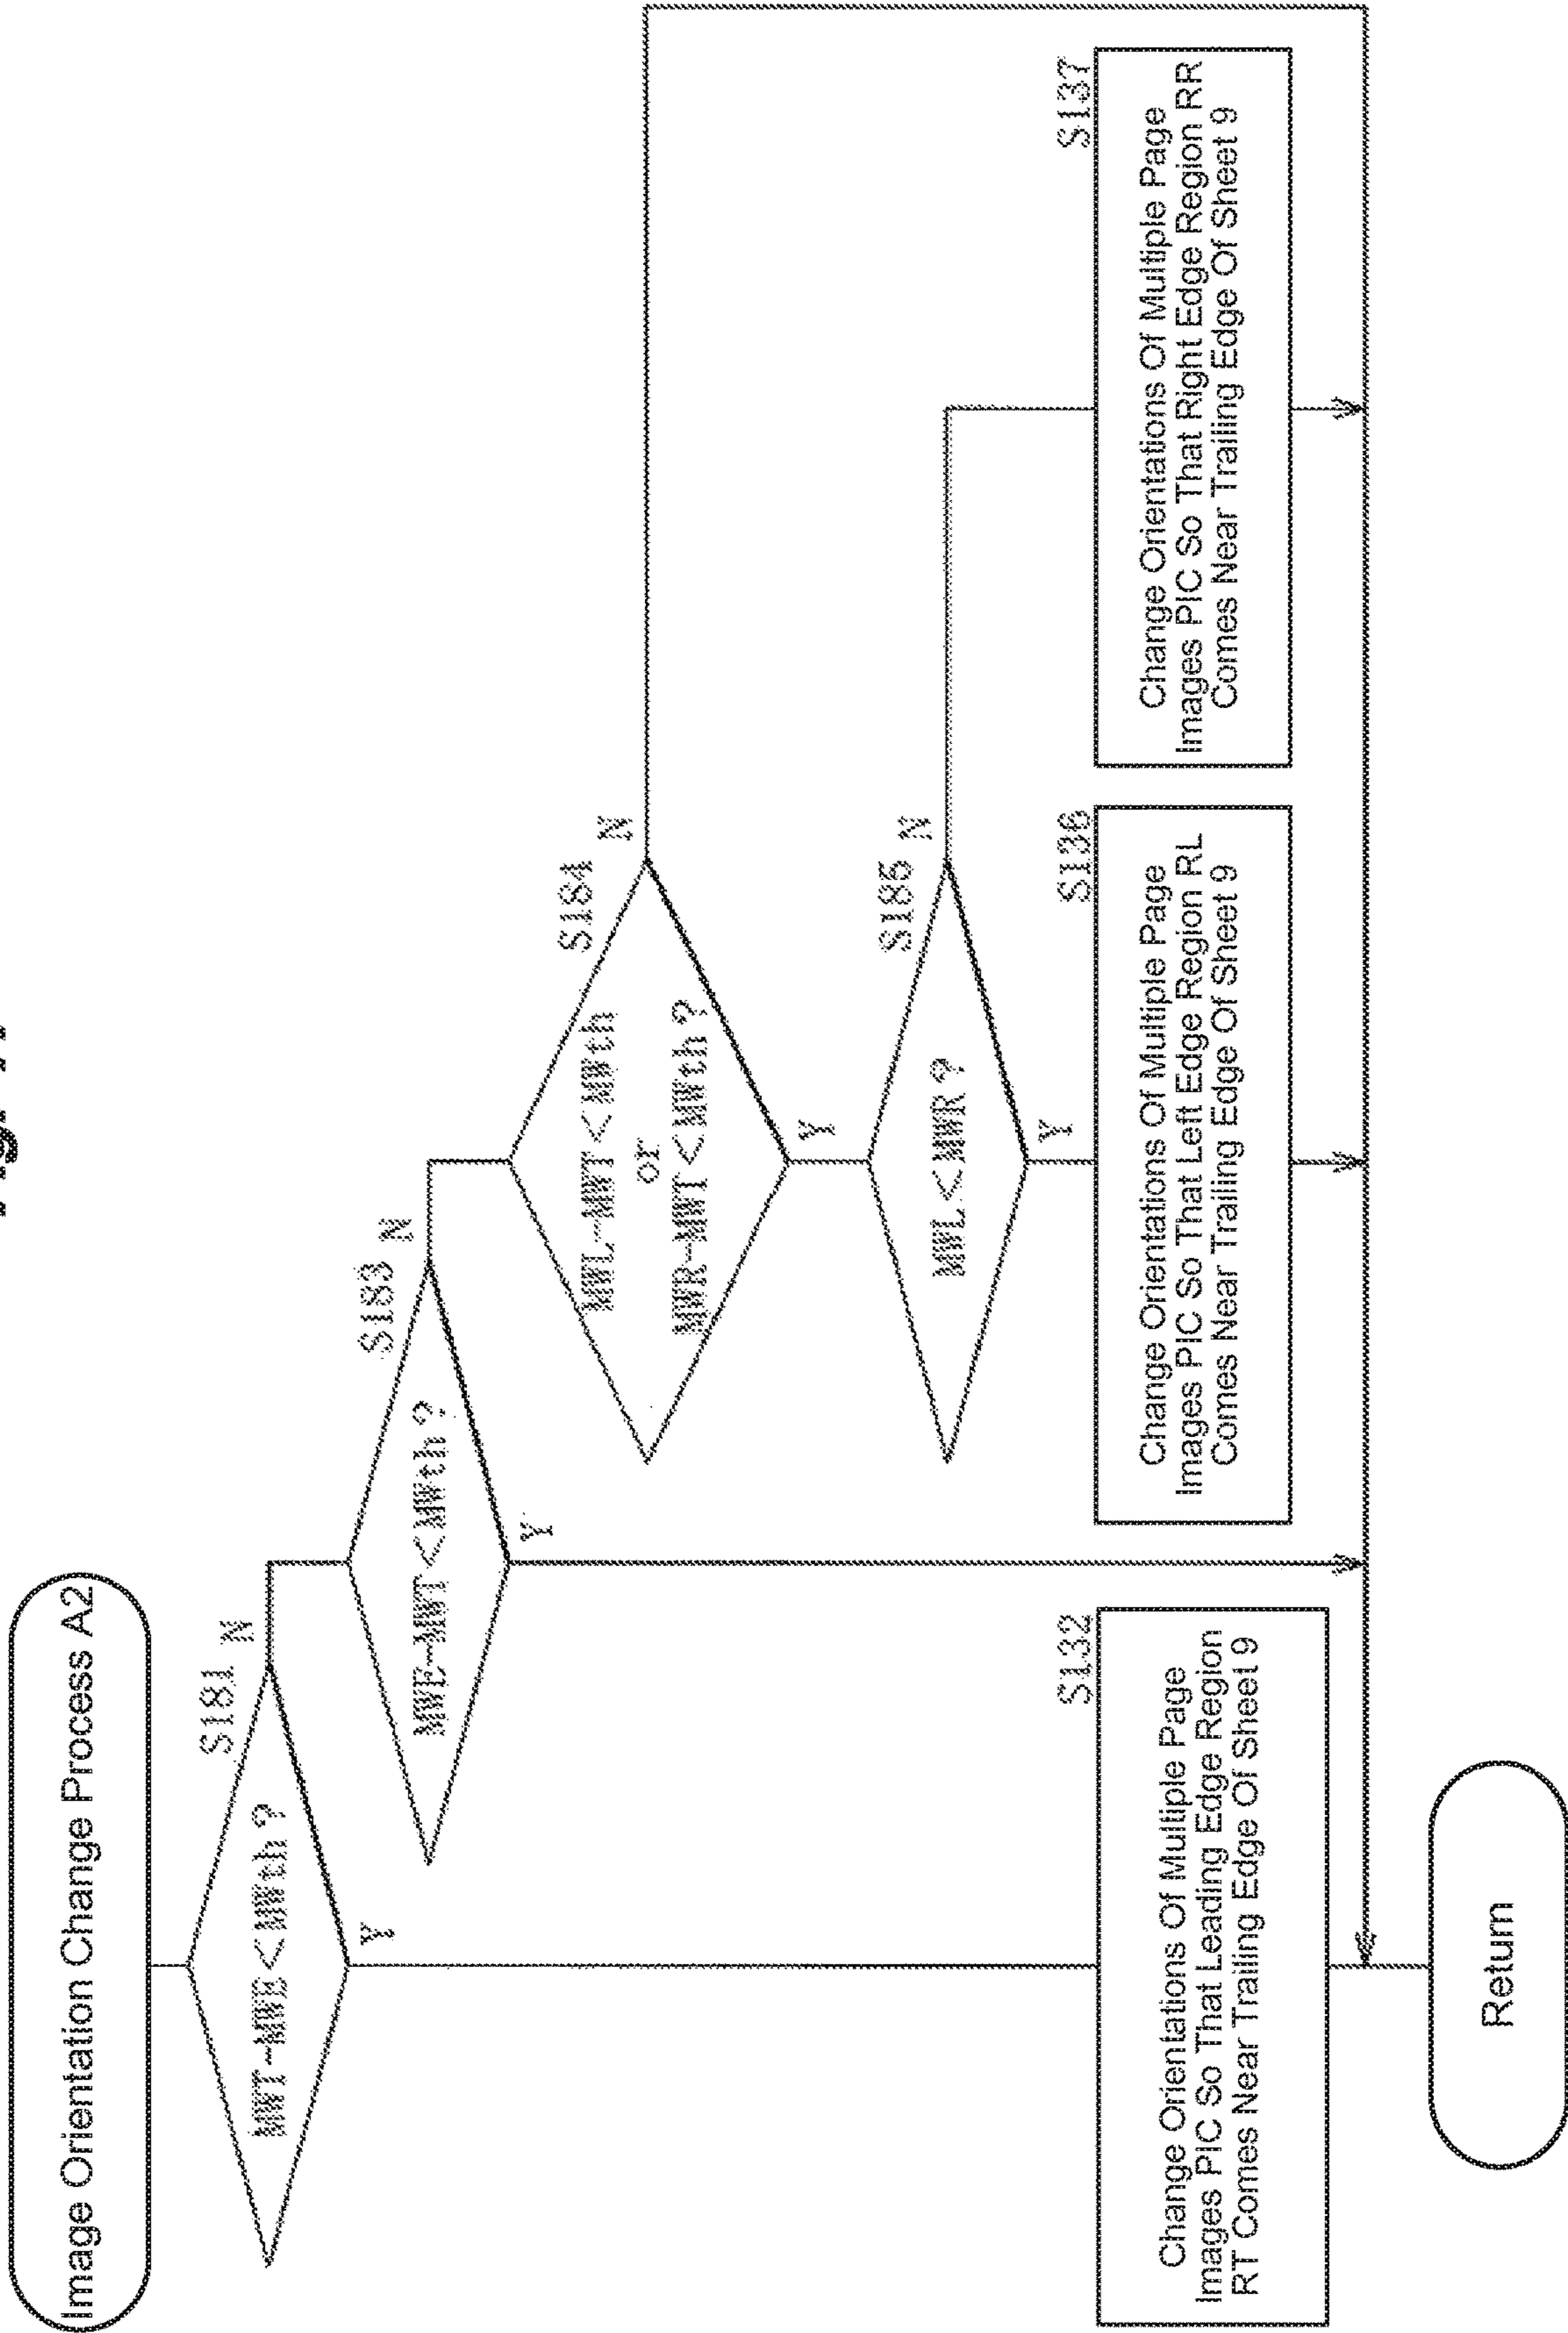 Image Orientation Change Process A2
S181
MWT-MWE<MWth?
N
Y
S183
MWE-MWT<MWth?
N
Y
S184
MWL-MWT<MWth
or
MWR-MWT<MWth?
N
Y
S185
MWL<MWR?
N
Y
S132
Change Orientations Of Multiple Page
Images PIC So That Leading Edge Region
RT Comes Near Trailing Edge Of Sheet 9
S136
Change Orientations Of Multiple Page
Images PIC So That Left Edge Region RL
Comes Near Trailing Edge Of Sheet 9
S137
Change Orientations Of Multiple Page
Images PIC So That Right Edge Region RR
Comes Near Trailing Edge Of Sheet 9
Return